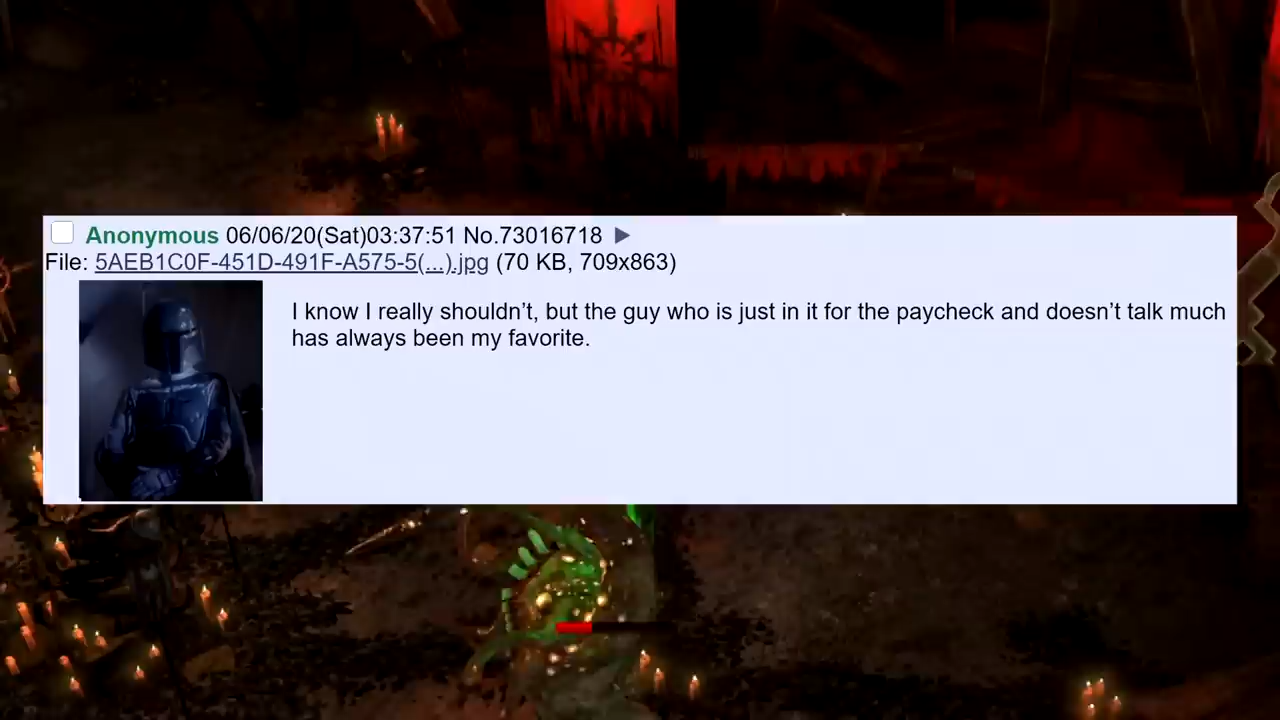 Anonymous 06/06/20(Sat)03:37:51 No.73016718 ▶
File: 5AEB1C0F-451D-491F-A575-5(...).jpg (70 KB, 709x863)
I know I really shouldn’t, but the guy who is just in it for the paycheck and doesn’t talk much
has always been my favorite.